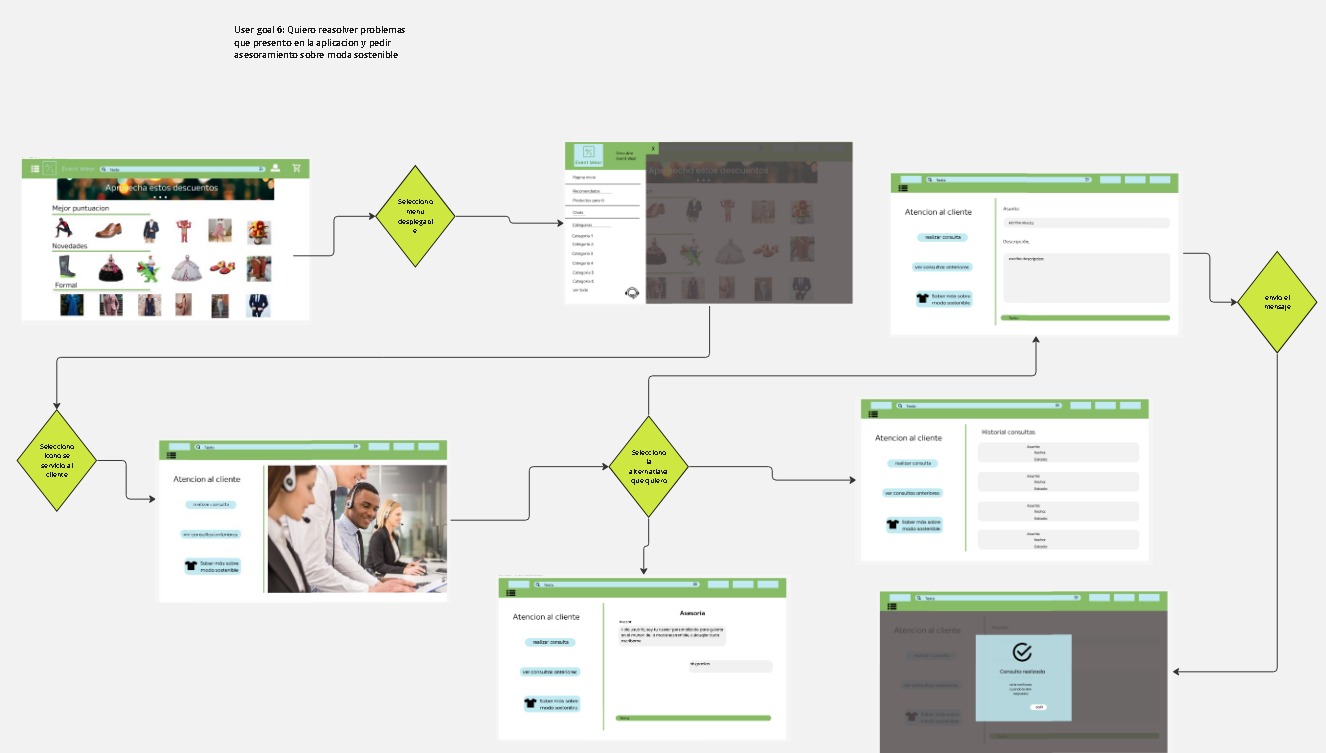 User goal 6: Quiero reasolver problemas
que presento en la aplicacion y pedir
asesoramiento sobre moda sostenible
Event Wear
Texto
Aprovecha estos descuentos
Mejor puntuacion
Novedades
Formal
Selecciono
menu
desplegabl
e
Event Wear
X
Pagina inicio
Recomendados
Productos para ti
Chats
Categorias
Categoria 1
Categoria 2
Categoria 3
Categoria 4
Categoria 5
Categoria 6
ver todo
Aprovecha estos descuentos
Texto
Atencion al cliente
realizar consulta
ver consultas anteriores
Saber más sobre
moda sostenible
Asunto:
Descripción:
envio el
mensaje
Selecciono
icono se
servicio al
cliente
Texto
Atencion al cliente
realizar consulta
ver consultas anteriores
Saber más sobre
moda sostenible
Selecciono
la
alternatiava
que quiero
Texto
Atencion al cliente
realizar consulta
ver consultas anteriores
Saber más sobre
moda sostenible
Historial consultas
Asunto:
Fecha:
Estado:
Asunto:
Fecha:
Estado:
Asunto:
Fecha:
Estado:
Asunto:
Fecha:
Estado:
Texto
Atencion al cliente
realizar consulta
ver consultas anteriores
Saber más sobre
moda sostenible
Asesoria
Texto
Atencion al cliente
realizar consulta
ver consultas anteriores
Saber más sobre
moda sostenible
Consulta realizada